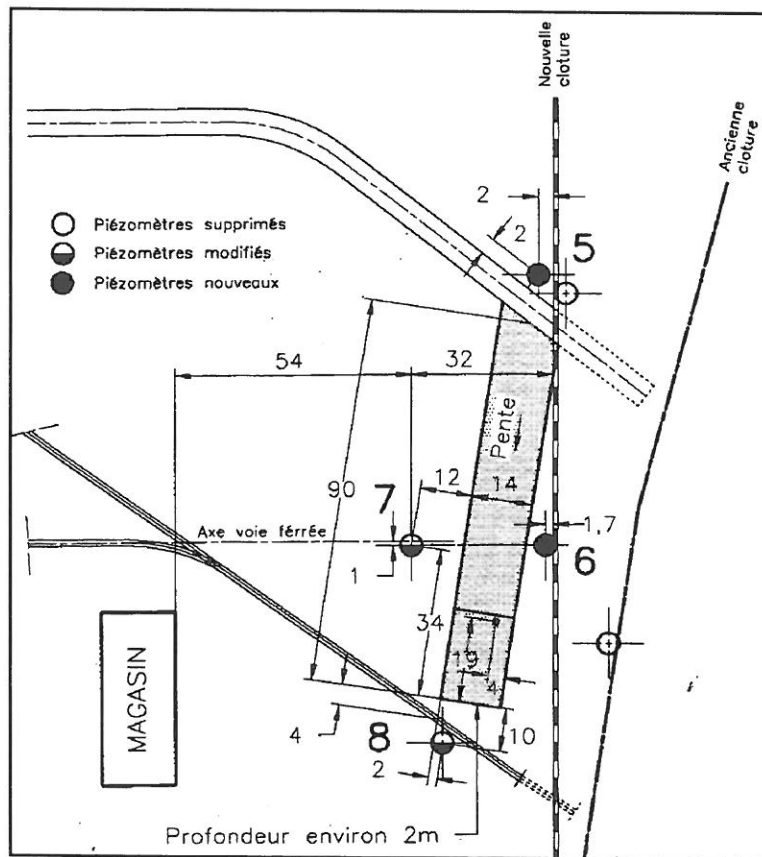 Nouvelle
cloture
Ancienne
cloture
2
2
5
Piézomètres supprimés
Piézomètres modifiés
Piézomètres nouveaux
54
32
Pente
90
12
14
7
1,7
Axe voie férrée
6
1
34
19
4
MAGASIN
4
8
10
2
Profondeur environ 2m